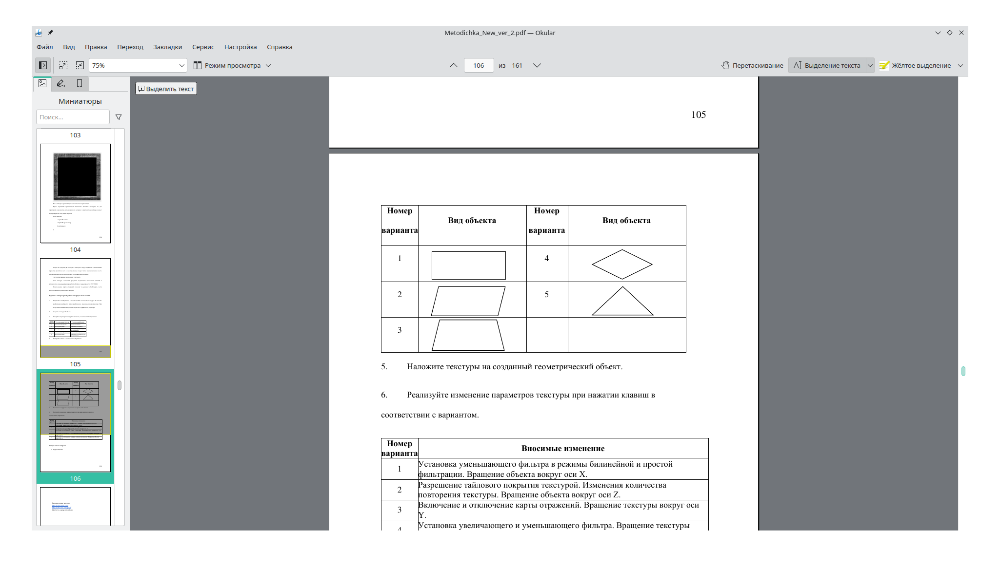 Metodichka_New_ver_2.pdf — Okular
Файл Вид Правка Переход Закладки Сервис Настройка Справка
75% Режим просмотра 106 из 161 Перетаскивание Выделение текста Жёлтое выделение
Миниатюры
Поиск...
103
104
105
106
Выделить текст
105
Номер варианта Вид объекта Номер варианта Вид объекта
1 4
2 5
3
5. Наложите текстуры на созданный геометрический объект.
6. Реализуйте изменение параметров текстуры при нажатии клавиш в
соответствии с вариантом.
Номер варианта Вносимые изменение
1 Установка уменьшающего фильтра в режимы билинейной и простой
фильтрации. Вращение объекта вокруг оси X.
2 Разрешение тайлового покрытия текстурой. Изменения количества
повторения текстуры. Вращение объекта вокруг оси Z.
3 Включение и отключение карты отражений. Вращение текстуры вокруг оси
Y.
4 Установка увеличающего и уменьшающего фильтра. Вращение текстуры